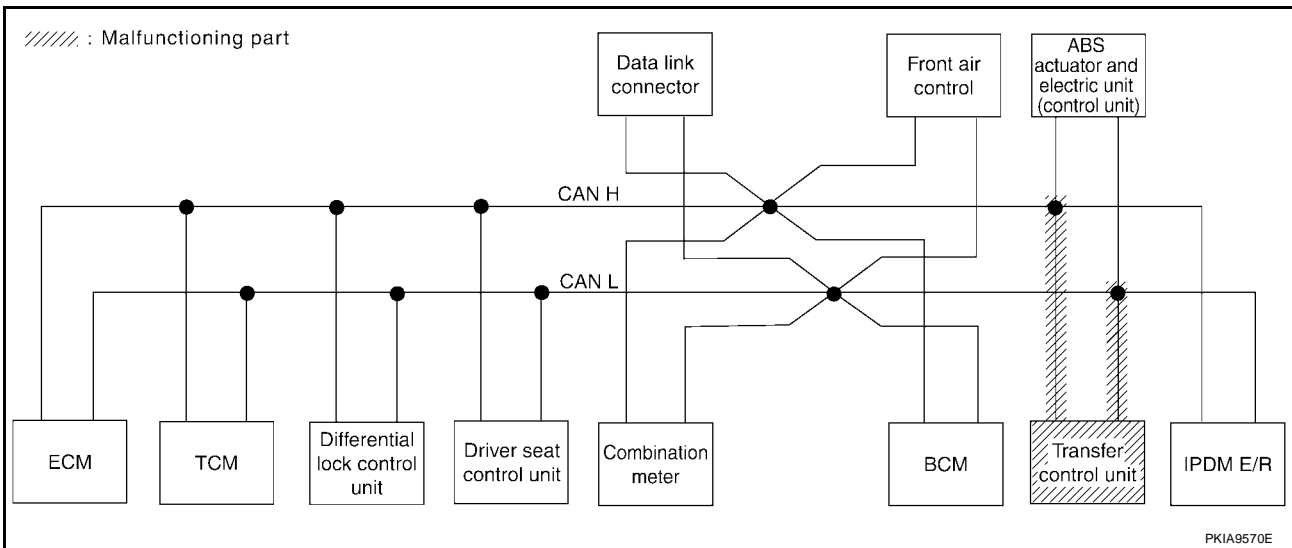 : Malfunctioning part
Data link
connector
Front air
control
ABS
actuator and
electric unit
(control unit)
CAN H
CAN L
ECM
TCM
Differential
lock control
unit
Driver seat
control unit
Combination
meter
BCM
Transfer
control unit
IPDM E/R
PKIA9570E